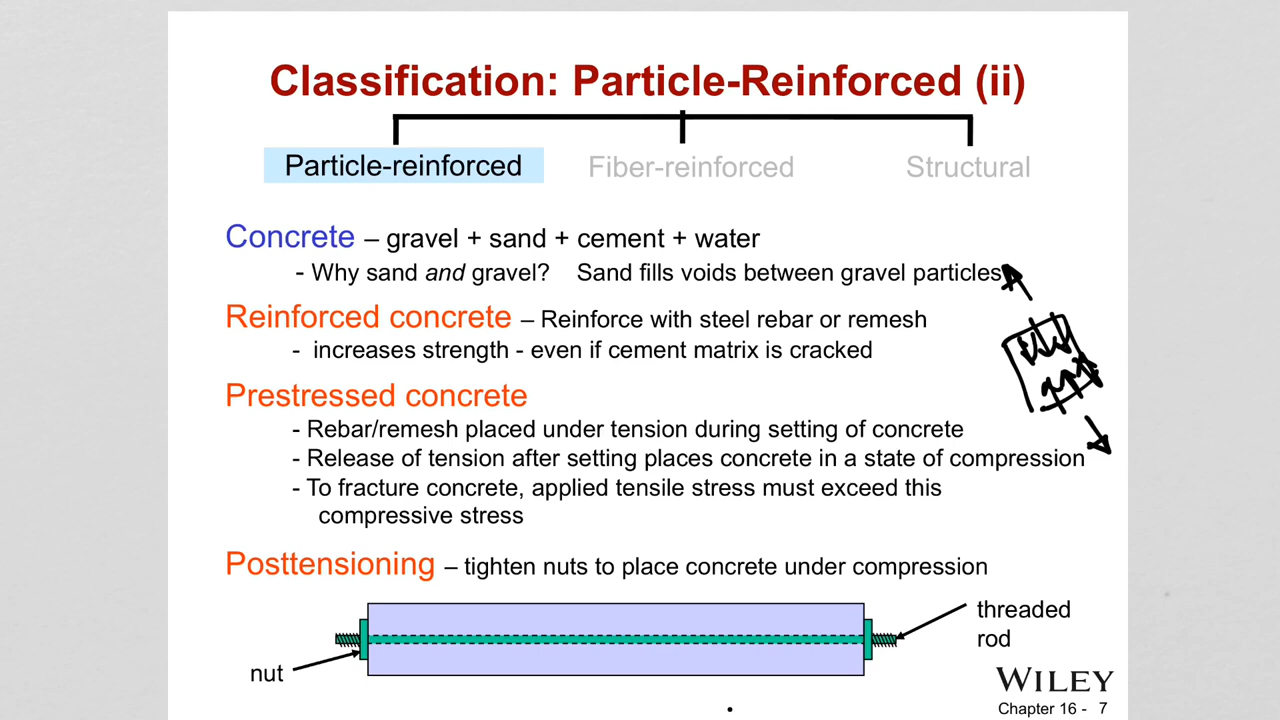 Classification: Particle-Reinforced (ii)
Particle-reinforced Fiber-reinforced Structural
Concrete – gravel + sand + cement + water
- Why sand and gravel? Sand fills voids between gravel particles
Reinforced concrete – Reinforce with steel rebar or remesh
- increases strength - even if cement matrix is cracked
Prestressed concrete
- Rebar/remesh placed under tension during setting of concrete
- Release of tension after setting places concrete in a state of compression
- To fracture concrete, applied tensile stress must exceed this
compressive stress
Posttensioning – tighten nuts to place concrete under compression
threaded
rod
nut
WILEY
Chapter 16 - 7